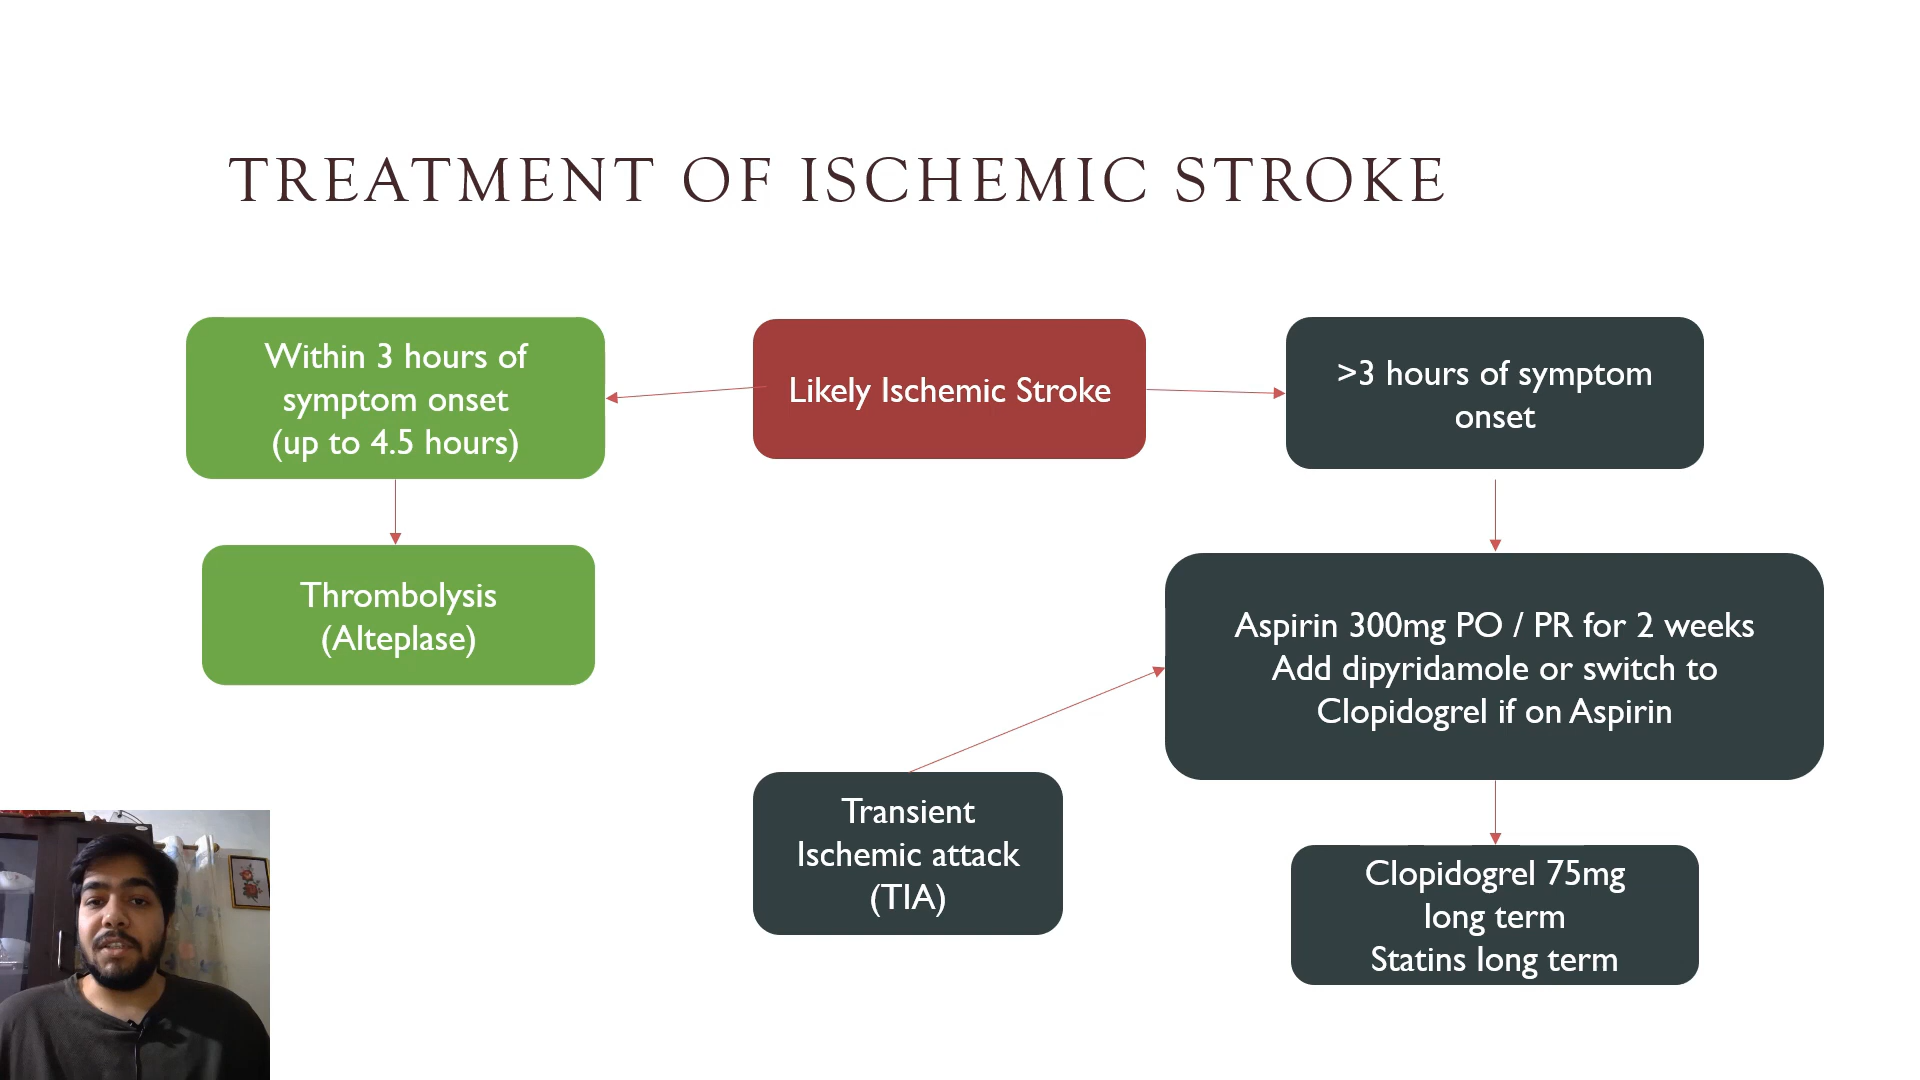 TREATMENT OF ISCHEMIC STROKE
Within 3 hours of
symptom onset
(up to 4.5 hours)
Likely Ischemic Stroke
>3 hours of symptom
onset
Thrombolysis
(Alteplase)
Aspirin 300mg PO / PR for 2 weeks
Add dipyridamole or switch to
Clopidogrel if on Aspirin
Transient
Ischemic attack
(TIA)
Clopidogrel 75mg
long term
Statins long term